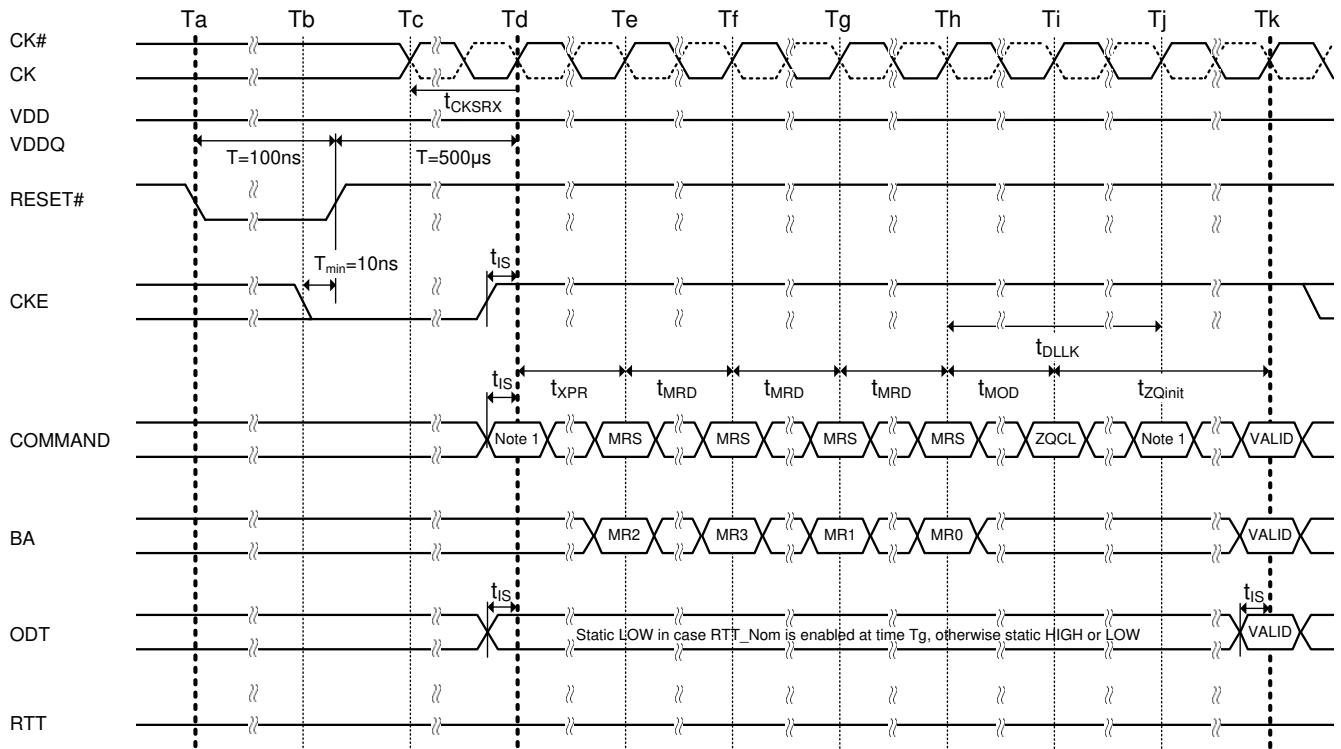 Ta Tb Tc Td Te Tf Tg Th Ti Tj Tk
CK#
CK
tCKSRX
VDD
VDDQ
T=100ns T=500µs
RESET#
Tmin=10ns tIS
CKE
tDLLK
tIS tXPR tMRD tMRD tMRD tMOD tZQinit
COMMAND Note 1 MRS MRS MRS MRS ZQCL Note 1 VALID
BA MR2 MR3 MR1 MR0 VALID
tIS tIS
ODT Static LOW in case RTT_Nom is enabled at time Tg, otherwise static HIGH or LOW VALID
RTT